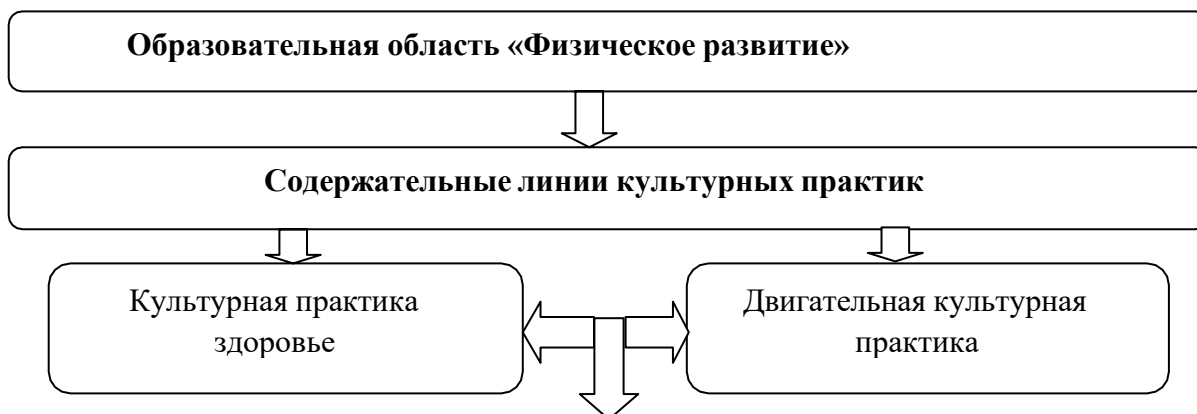 Образовательная область «Физическое развитие»
Содержательные линии культурных практик
Культурная практика
здоровье
Двигательная культурная
практика